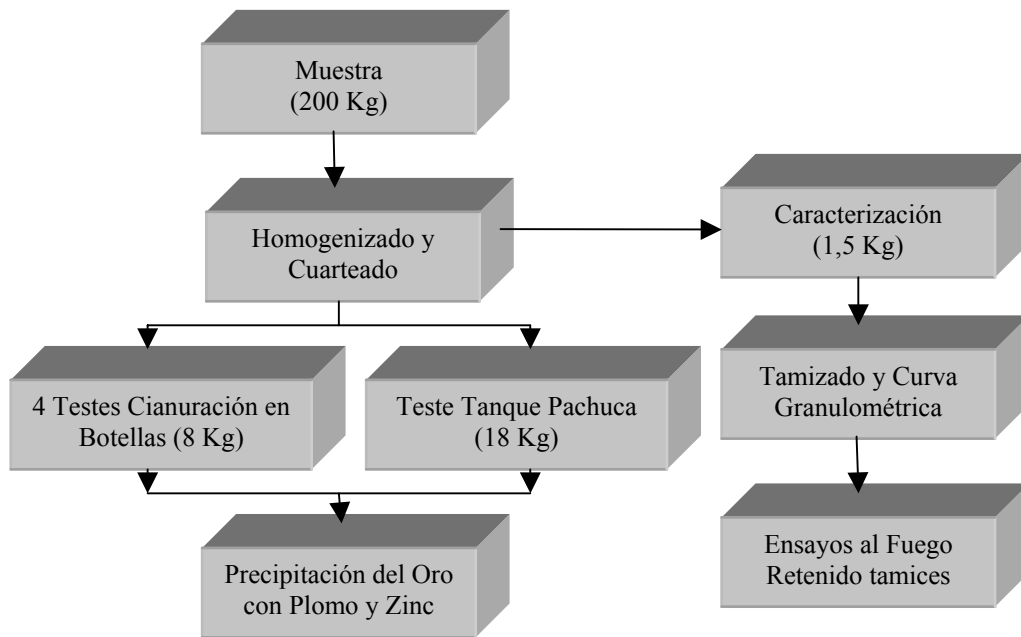 Muestra
(200 Kg)
Homogenizado y
Cuarteado
Caracterización
(1,5 Kg)
4 Testes Cianuración en
Botellas (8 Kg)
Teste Tanque Pachuca
(18 Kg)
Tamizado y Curva
Granulométrica
Precipitación del Oro
con Plomo y Zinc
Ensayos al Fuego
Retenido tamices